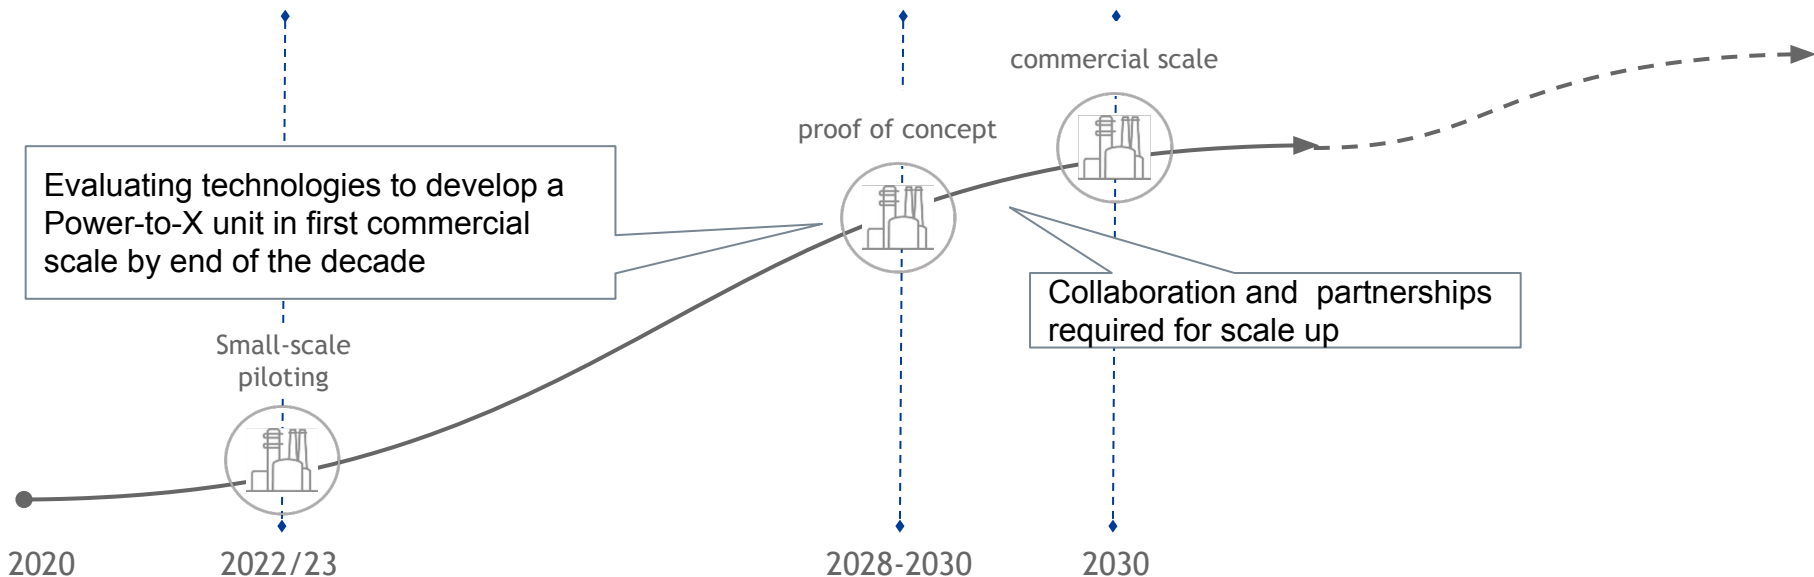 commercial scale
proof of concept
Evaluating technologies to develop a
Power-to-X unit in first commercial
scale by end of the decade
Collaboration and  partnerships
required for scale up
Small-scale
piloting
2020
2022/23
2028-2030
2030